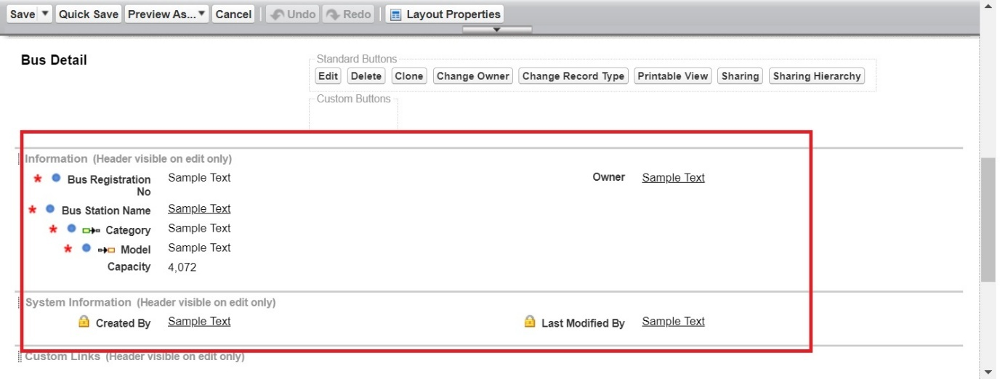 Save Quick Save Preview As... Cancel Undo Redo Layout Properties
Bus Detail
Standard Buttons
Edit Delete Clone Change Owner Change Record Type Printable View Sharing Sharing Hierarchy
Custom Buttons
Information (Header visible on edit only)
* Bus Registration No Sample Text
Owner Sample Text
* Bus Station Name Sample Text
* Category Sample Text
* Model Sample Text
Capacity 4,072
System Information (Header visible on edit only)
Created By Sample Text
Last Modified By Sample Text
Custom Links (Header visible on edit only)